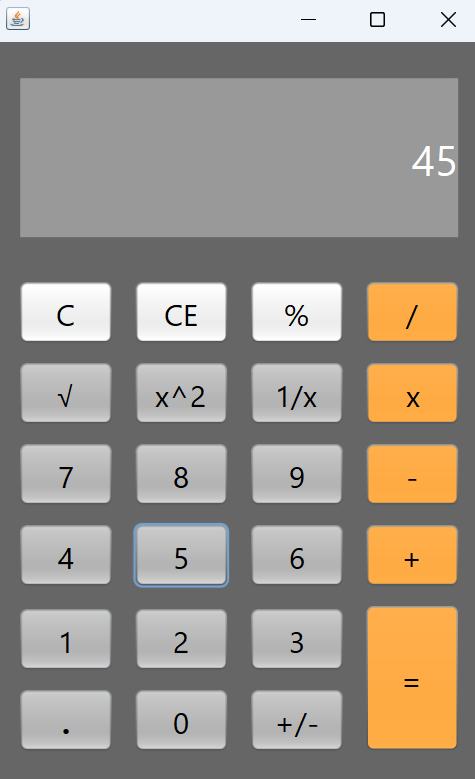 45
C CE % /
√ x^2 1/x x
7 8 9 -
4 5 6 +
1 2 3
=
. 0 +/-